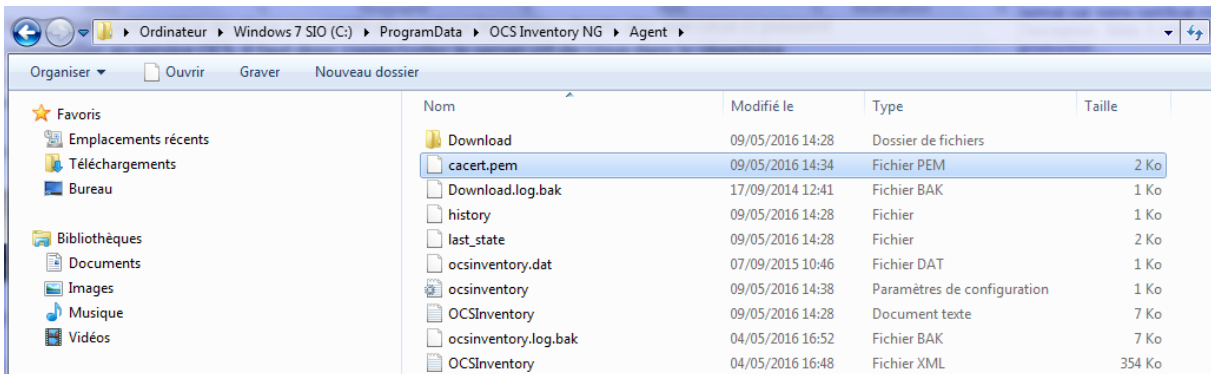 Ordinateur ▸ Windows 7 SIO (C:) ▸ ProgramData ▸ OCS Inventory NG ▸ Agent ▸
Organiser Ouvrir Graver Nouveau dossier
Favoris
Emplacements récents
Téléchargements
Bureau
Bibliothèques
Documents
Images
Musique
Vidéos
Nom Modifié le Type Taille
Download 09/05/2016 14:28 Dossier de fichiers
cacert.pem 09/05/2016 14:34 Fichier PEM 2 Ko
Download.log.bak 17/09/2014 12:41 Fichier BAK 1 Ko
history 09/05/2016 14:28 Fichier 1 Ko
last_state 09/05/2016 14:28 Fichier 2 Ko
ocsinventory.dat 07/09/2015 10:46 Fichier DAT 1 Ko
ocsinventory 09/05/2016 14:38 Paramètres de configuration 1 Ko
OCSInventory 09/05/2016 14:28 Document texte 7 Ko
ocsinventory.log.bak 04/05/2016 16:52 Fichier BAK 7 Ko
OCSInventory 04/05/2016 16:48 Fichier XML 354 Ko